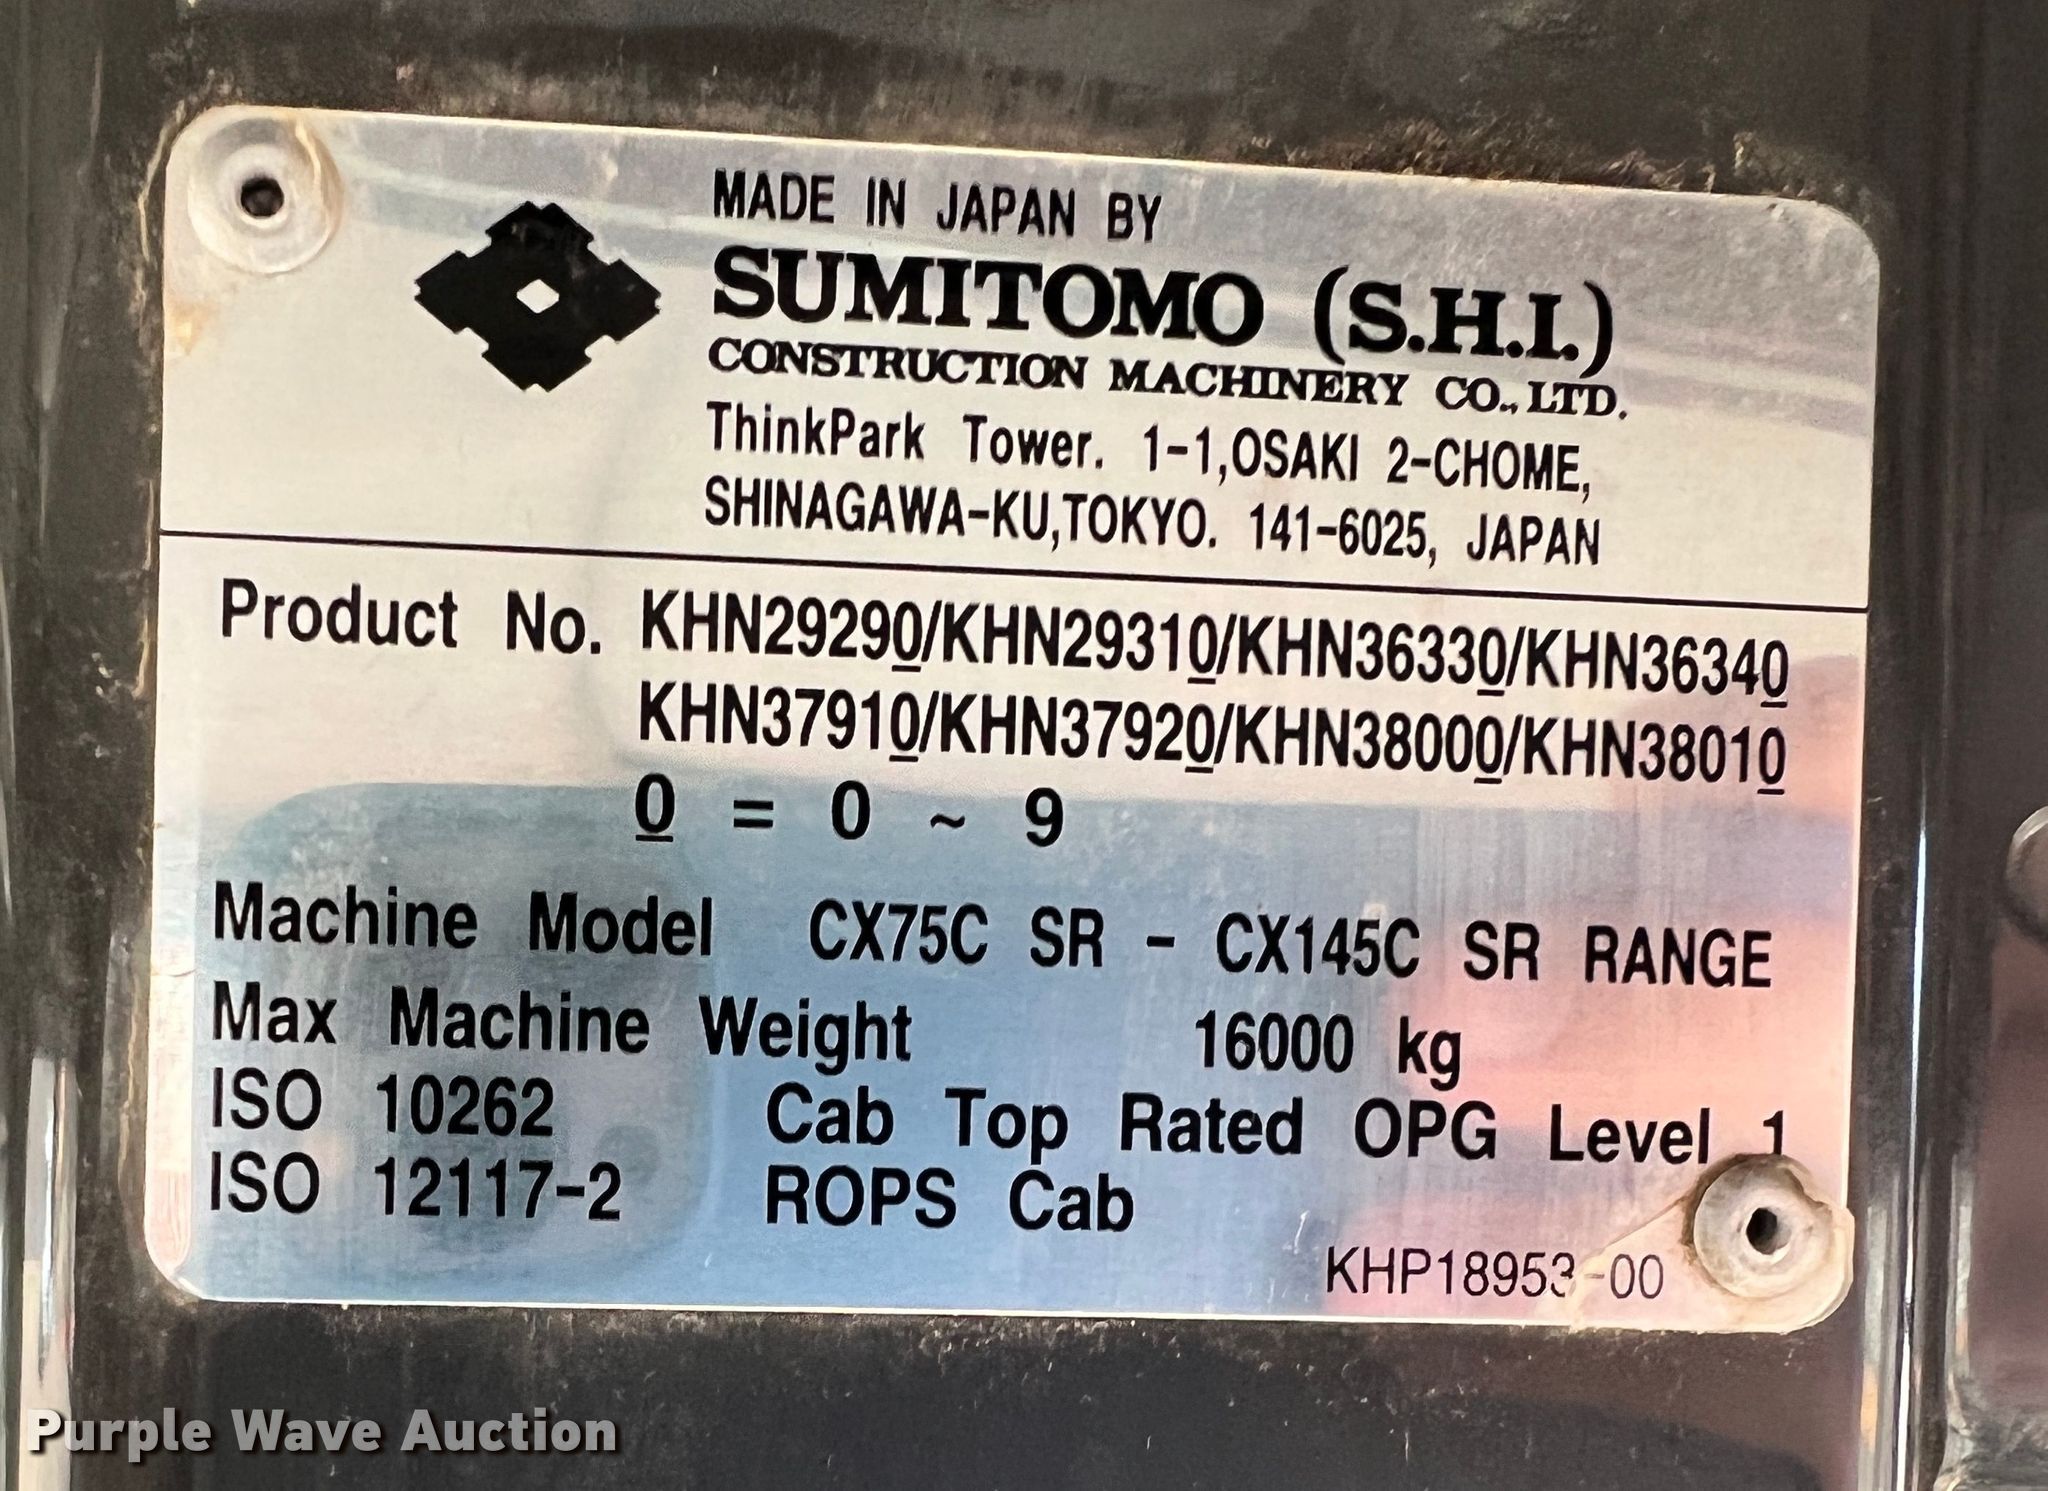 MADE IN JAPAN BY
SUMITOMO (S.H.I.)
CONSTRUCTION MACHINERY CO., LTD.
ThinkPark Tower. 1-1,OSAKI 2-CHOME,
SHINAGAWA-KU,TOKYO. 141-6025, JAPAN
Product No. KHN29290/KHN29310/KHN36330/KHN36340
KHN37910/KHN37920/KHN38000/KHN38010
0 = 0 ~ 9
Machine Model CX75C SR - CX145C SR RANGE
Max Machine Weight 16000 kg
ISO 10262 Cab Top Rated OPG Level 1
ISO 12117-2 ROPS Cab
KHP18953-00
Purple Wave Auction